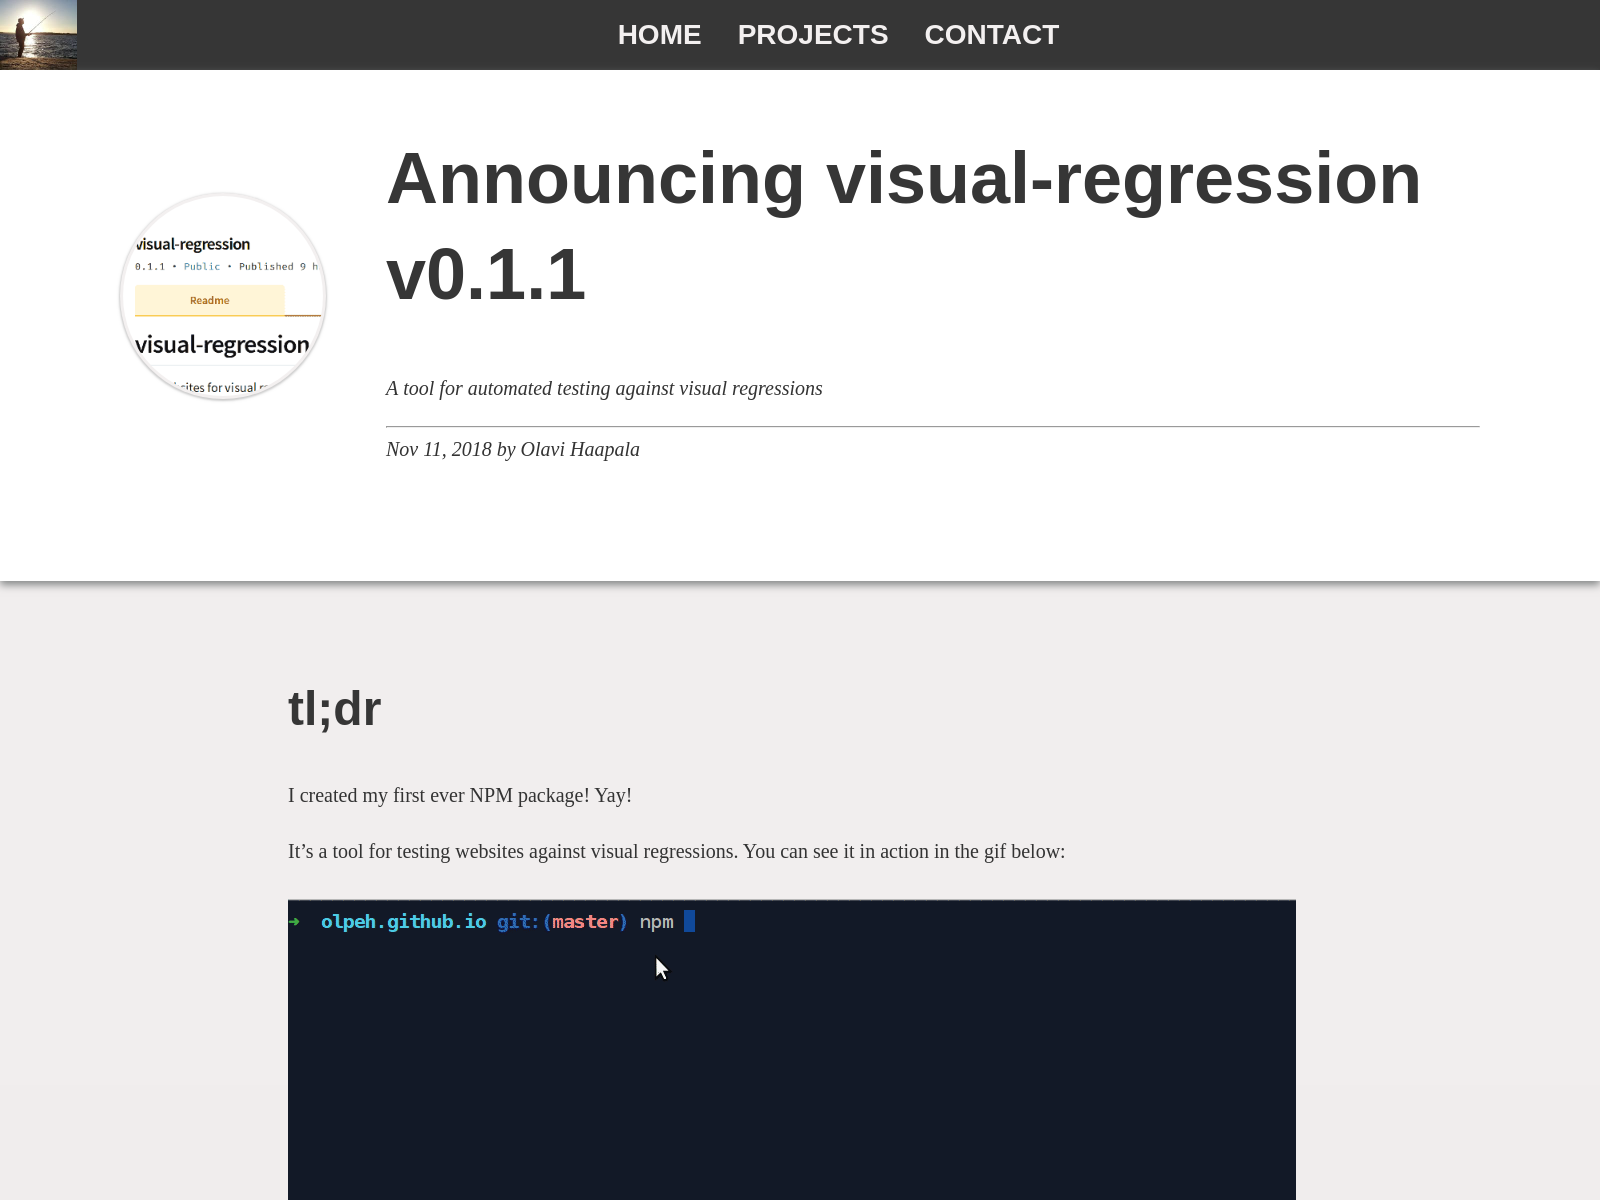 HOME PROJECTS CONTACT
Announcing visual-regression
v0.1.1
visual-regression
0.1.1 • Public • Published 9 h
Readme
visual-regression
sites for visual
A tool for automated testing against visual regressions
Nov 11, 2018 by Olavi Haapala
tl;dr
I created my first ever NPM package! Yay!
It’s a tool for testing websites against visual regressions. You can see it in action in the gif below:
➜ olpeh.github.io git:(master) npm